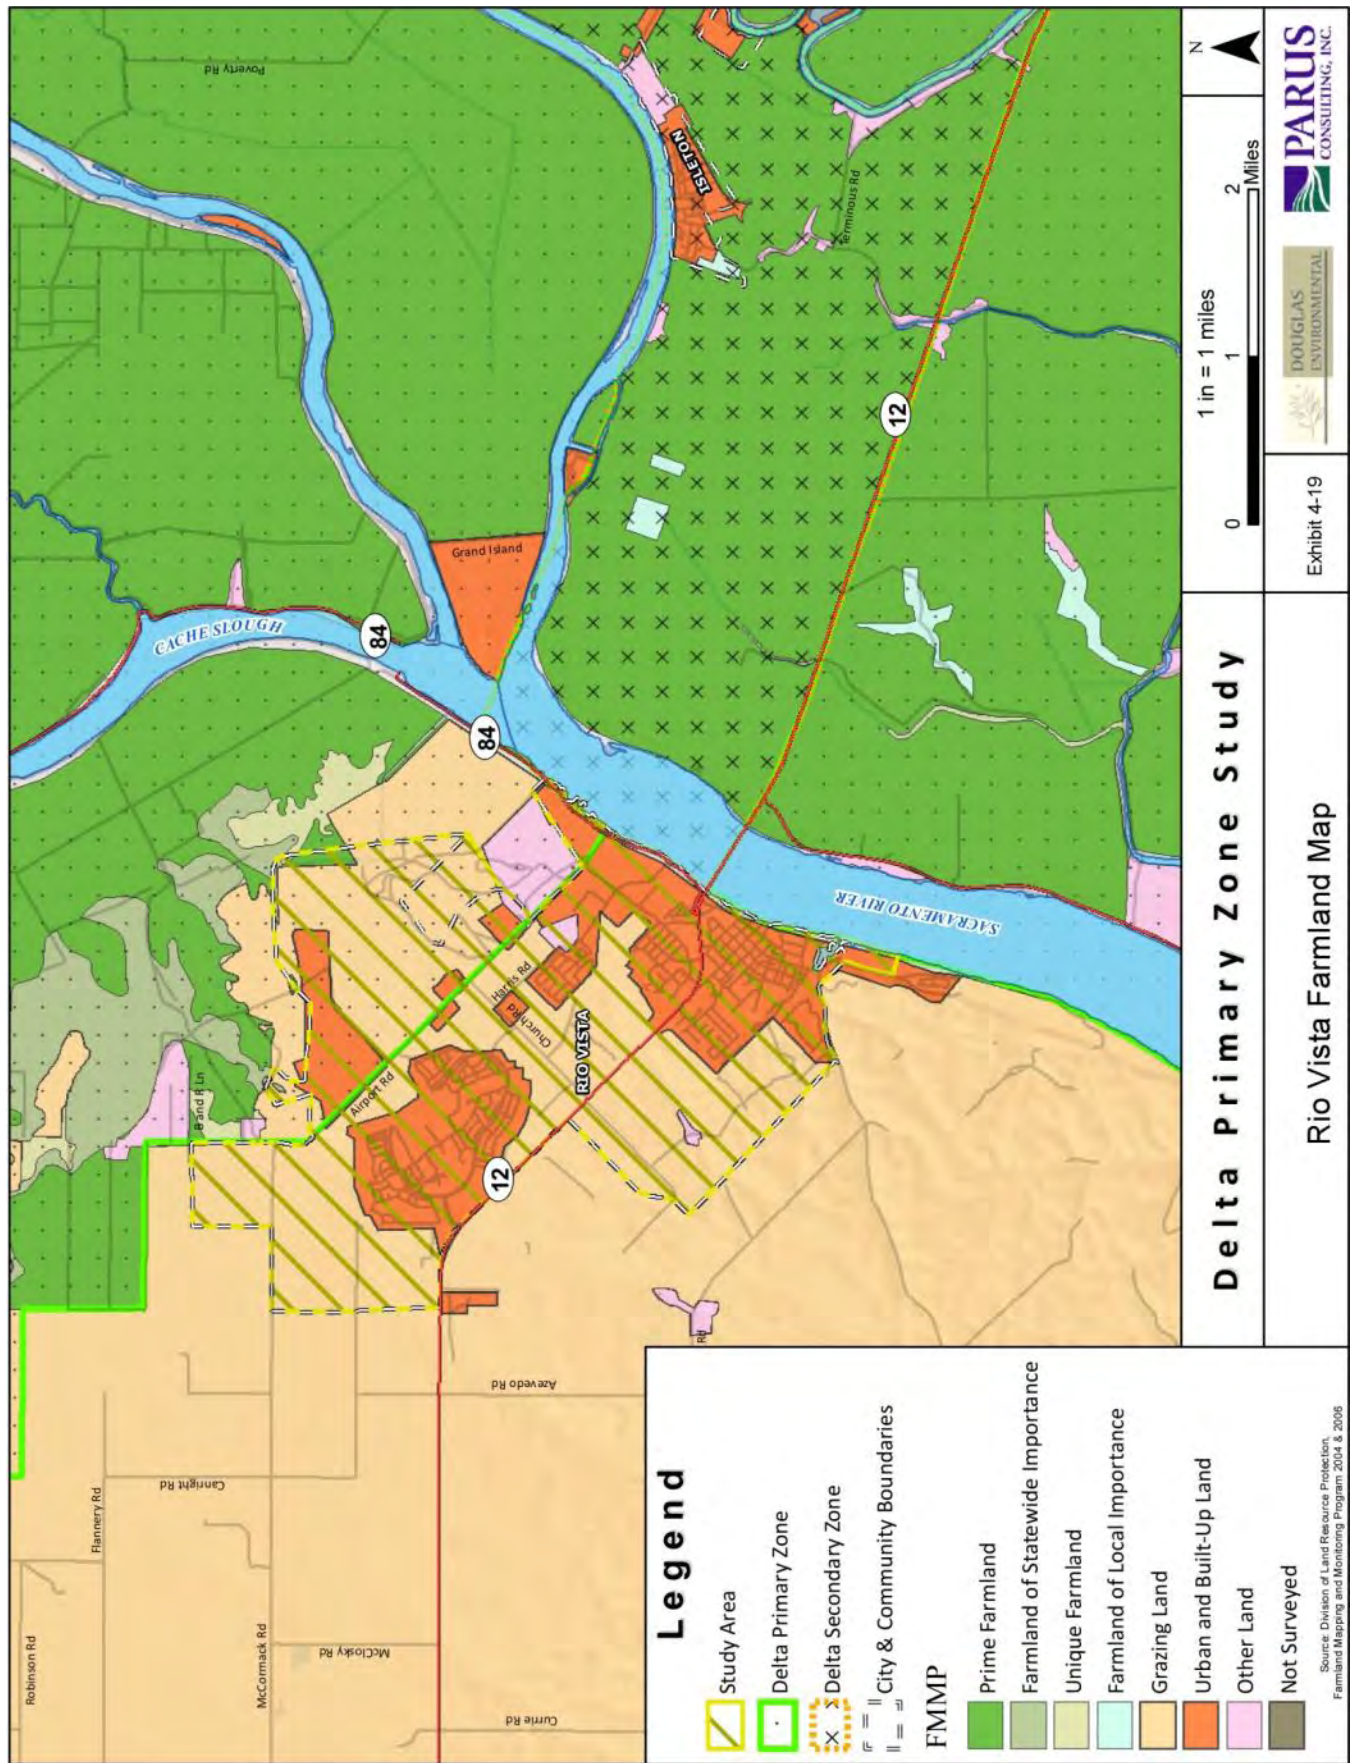 Robinson Rd
Flannery Rd
McCormack Rd
Currie Rd
McClosky Rd
Canright Rd
Azevedo Rd
Rd
B and R Ln
Airport Rd
Church Rd
Harris Rd
RIO VISTA
12
84
84
12
CACHE SLOUGH
SACRAMENTO RIVER
Grand Island
Poverty Rd
ISLETON
Terminous Rd
Legend
Study Area
Delta Primary Zone
Delta Secondary Zone
City & Community Boundaries
FMMP
Prime Farmland
Farmland of Statewide Importance
Unique Farmland
Farmland of Local Importance
Grazing Land
Urban and Built-Up Land
Other Land
Not Surveyed
Source: Division of Land Resource Protection,
Farmland Mapping and Monitoring Program 2004 & 2006
Delta Primary Zone Study
Rio Vista Farmland Map
1 in = 1 miles
0 1 2
Miles
N
Exhibit 4-19
DOUGLAS
ENVIRONMENTAL
PARUS
CONSULTING, INC.